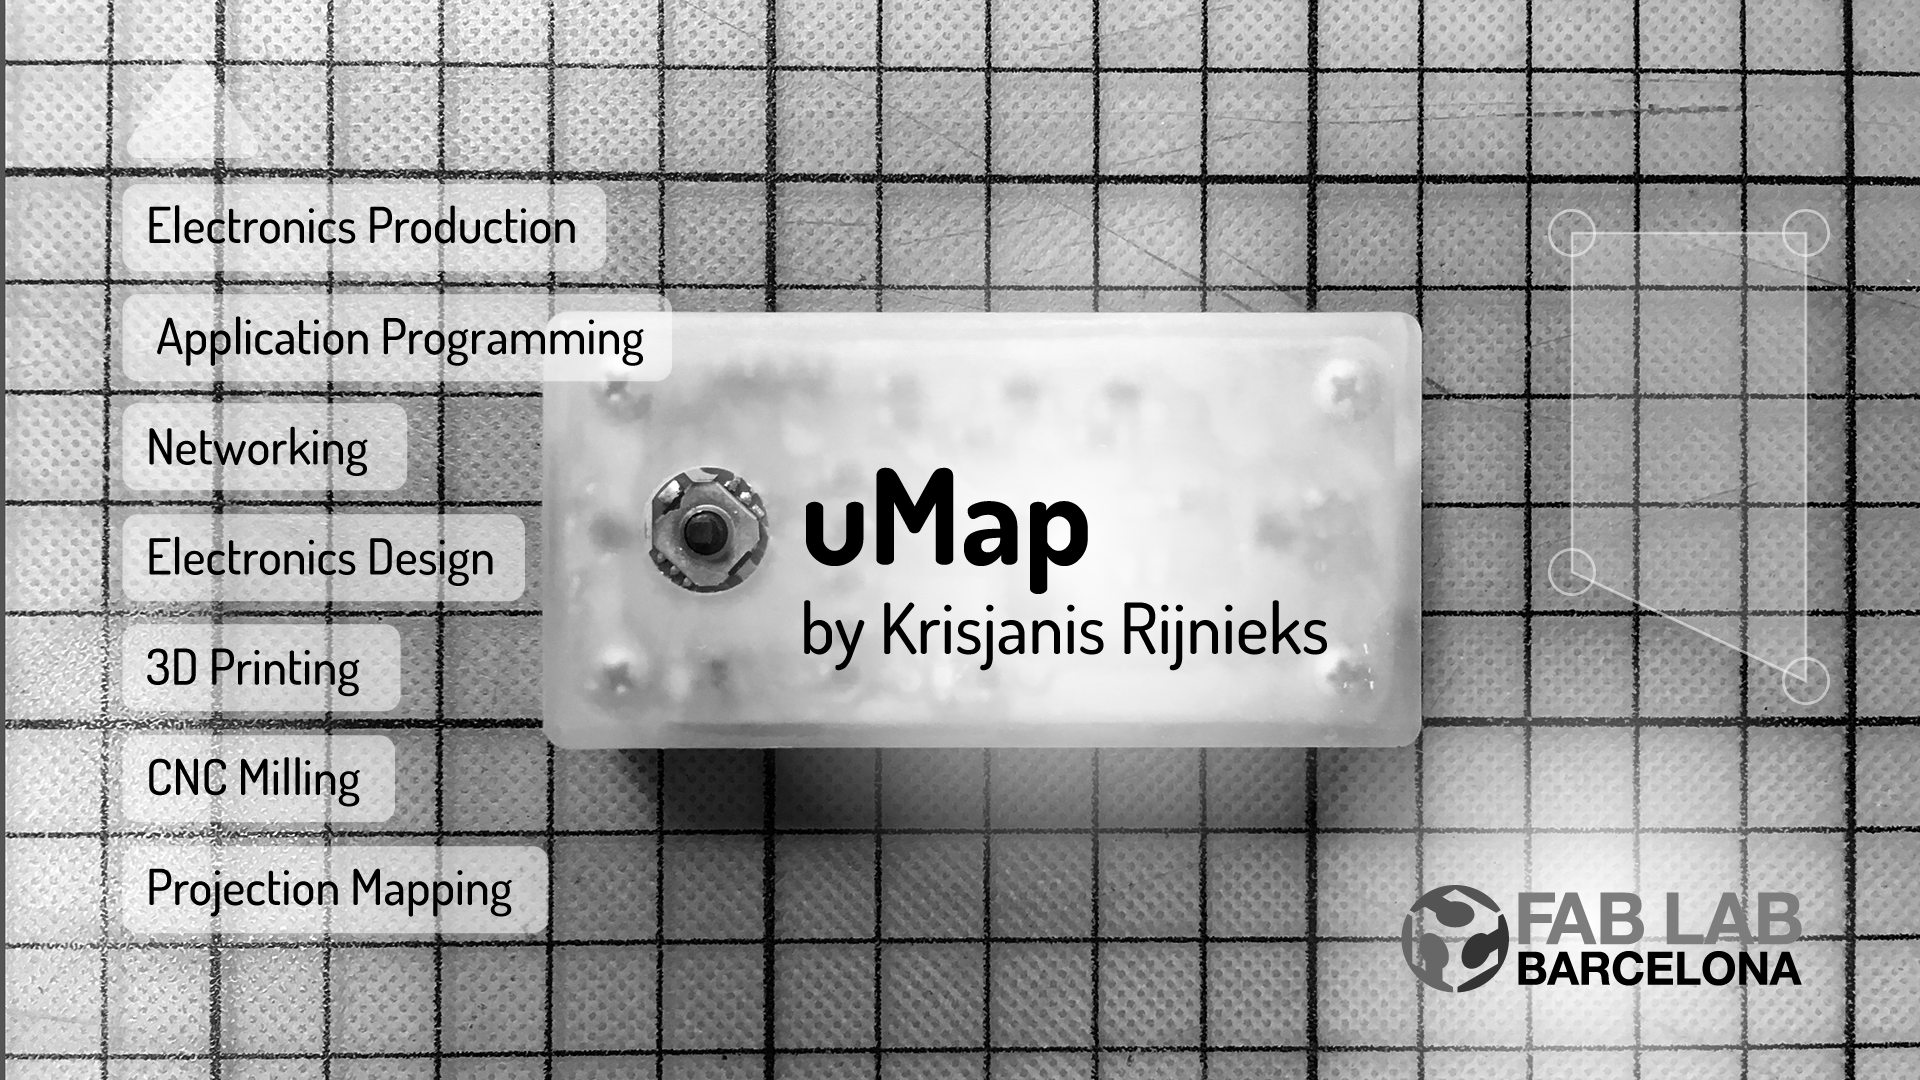 Electronics Production
Application Programming
Networking
Electronics Design
3D Printing
CNC Milling
Projection Mapping
uMap
by Krisjanis Rijnieks
FAB LAB
BARCELONA